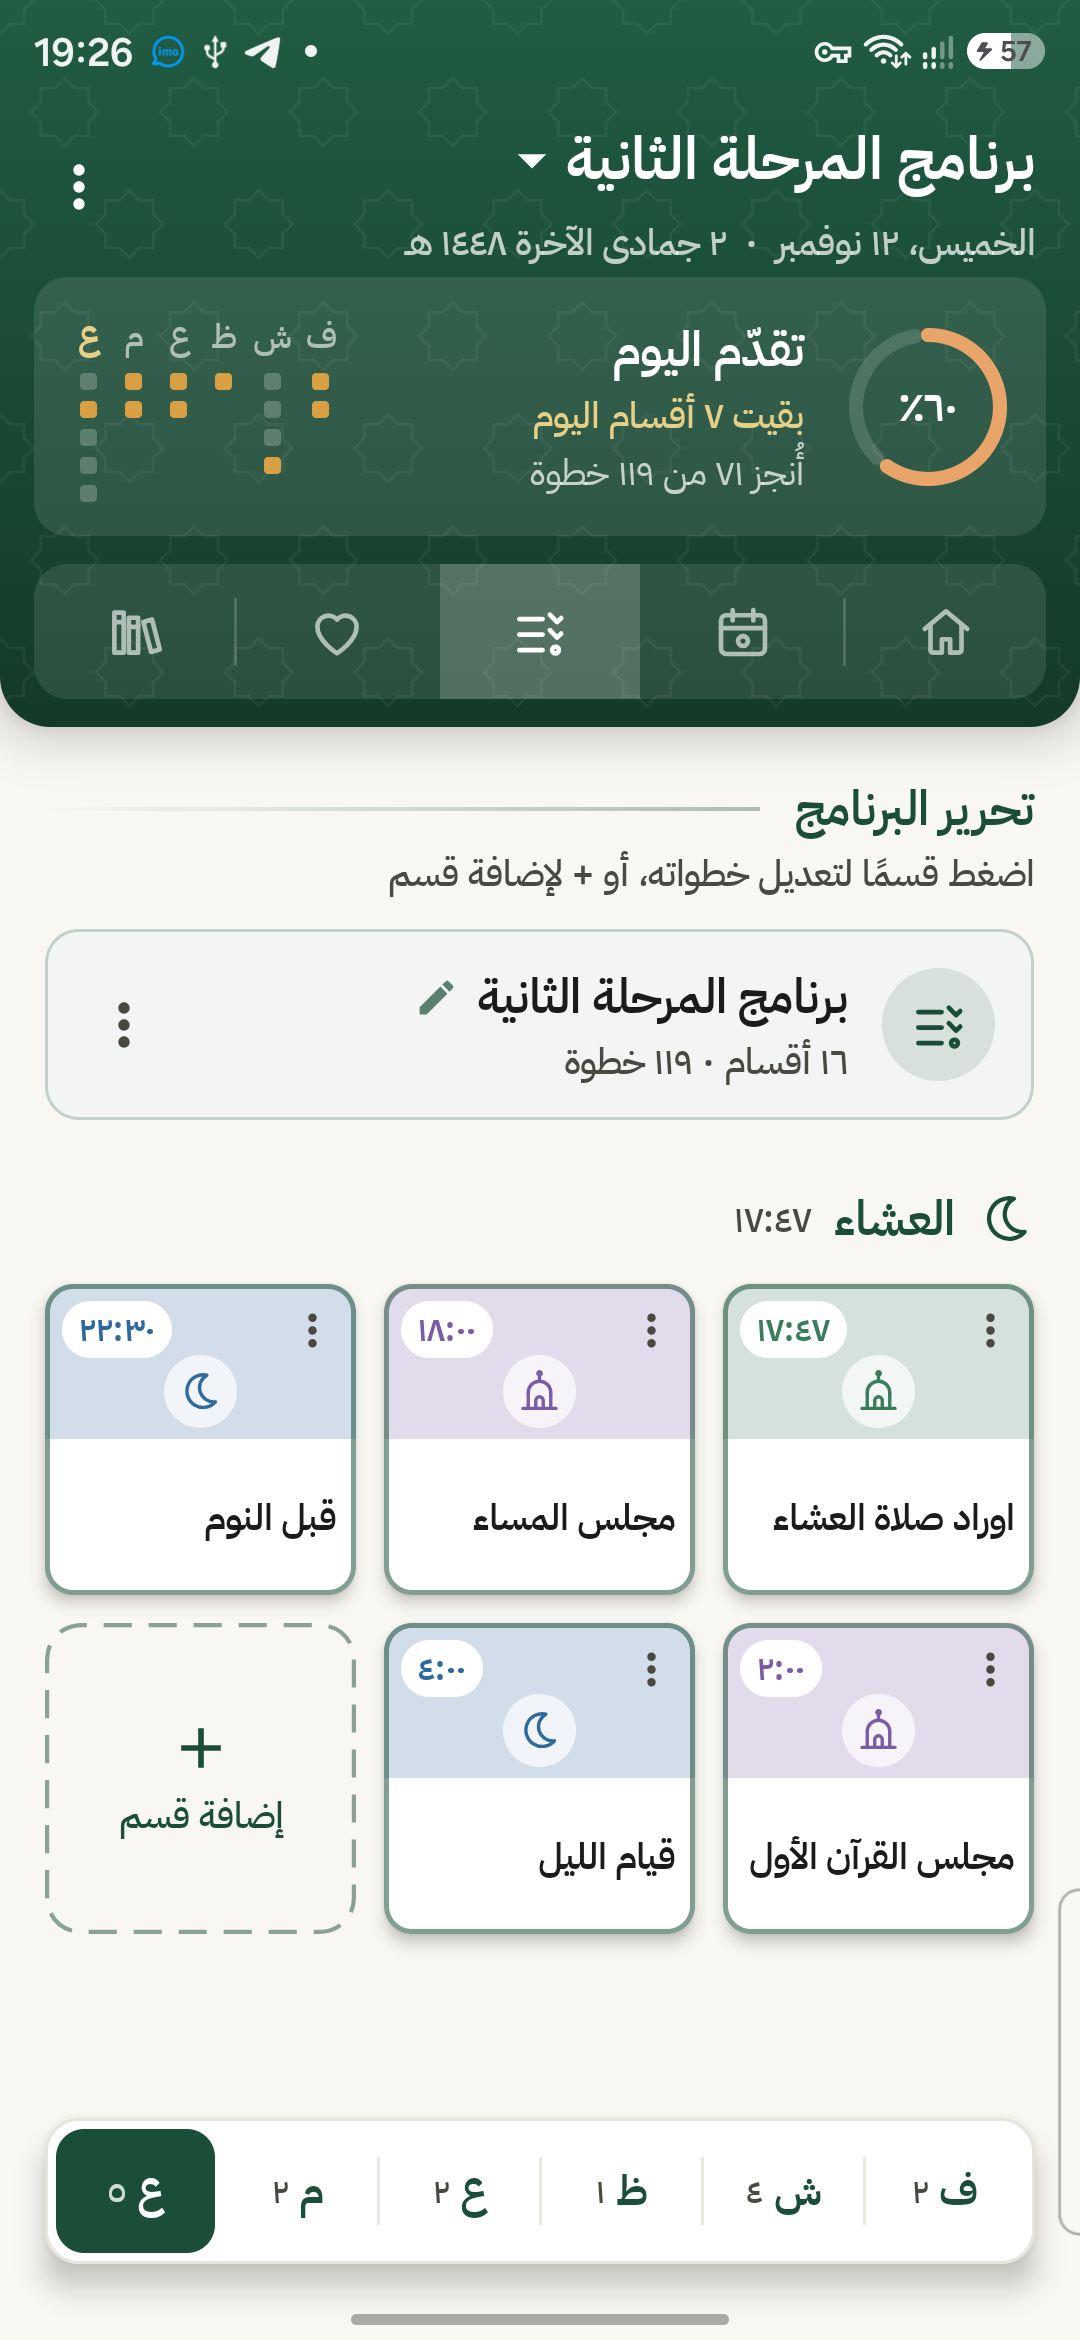 19:26
imo
57
برنامج المرحلة الثانية
الخميس، ١٢ نوفمبر • ٢ جمادى الآخرة ١٤٤٨ هـ
ف ش ظ ع م ع
٪٦٠
تقدّم اليوم
بقيت ٧ أقسام اليوم
أُنجز ٧١ من ١١٩ خطوة
تحرير البرنامج
اضغط قسمًا لتعديل خطواته، أو + لإضافة قسم
برنامج المرحلة الثانية
١٦ أقسام • ١١٩ خطوة
العشاء ١٧:٤٧
١٧:٤٧
اوراد صلاة العشاء
١٨:٠٠
مجلس المساء
٢٢:٣٠
قبل النوم
٢:٠٠
مجلس القرآن الأول
٤:٠٠
قيام الليل
+
إضافة قسم
ف ٢ ش ٤ ظ ١ ع ٢ م ٢ ع ٥